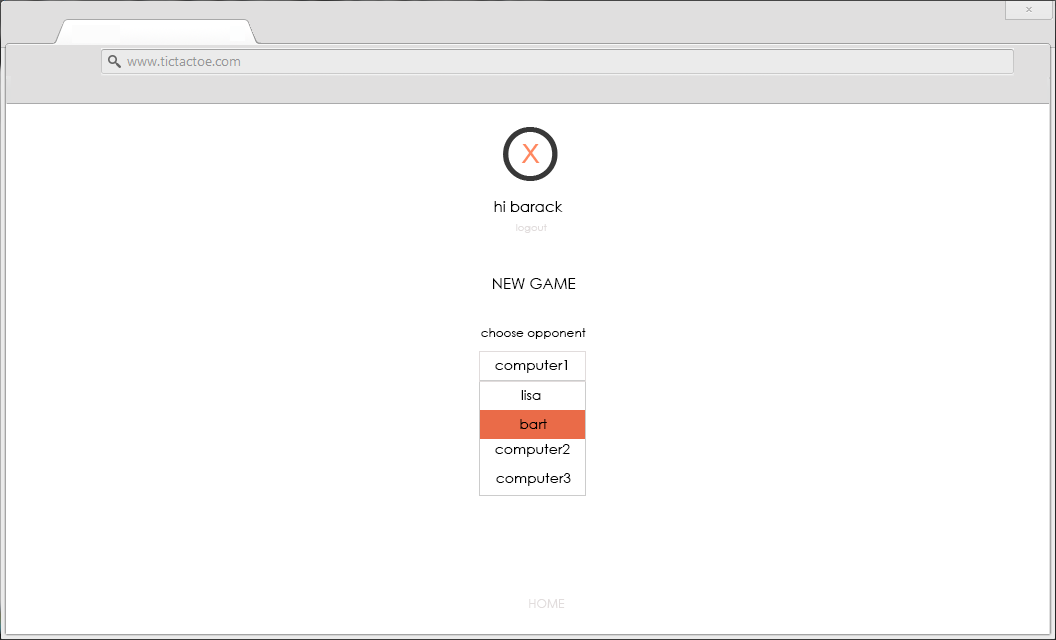 ×
www.tictactoe.com
X
hi barack
logout
NEW GAME
choose opponent
computer1
lisa
bart
computer2
computer3
HOME